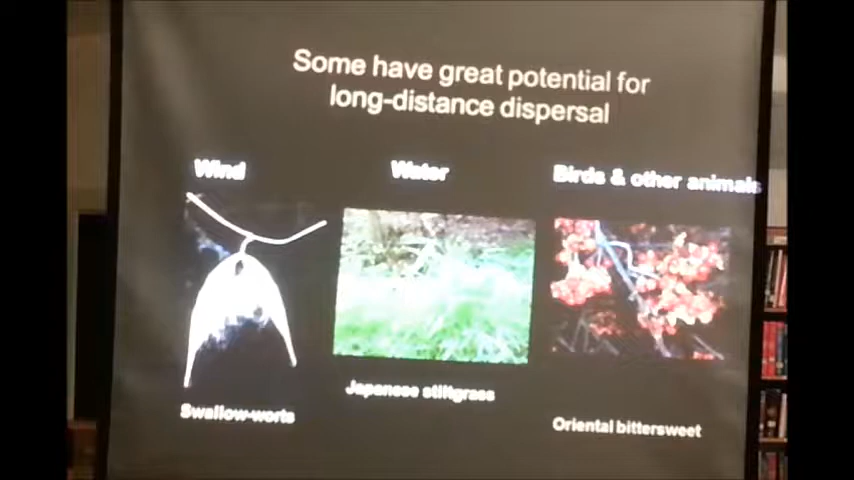 Some have great potential for
long-distance dispersal
Wind
Water
Birds & other animals
Swallow-worts
Japanese stiltgrass
Oriental bittersweet